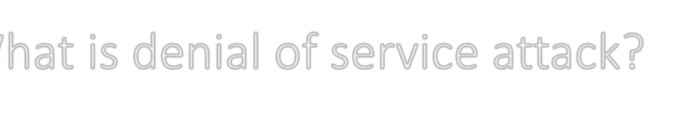 hat is denial of service attack?